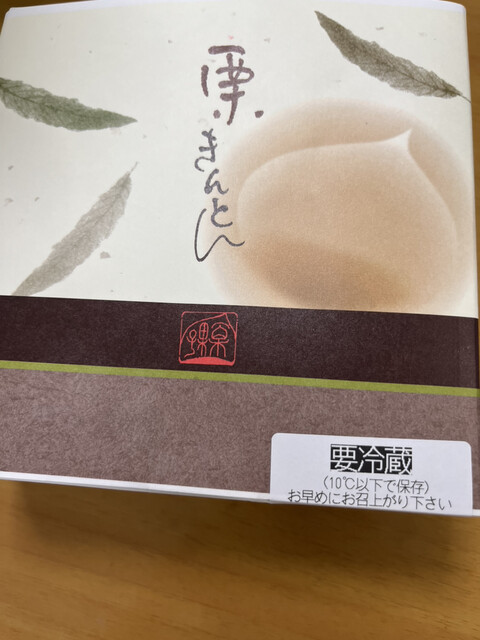 栗きんとん
要冷蔵
(10℃以下で保存)
お早めにお召上がり下さい